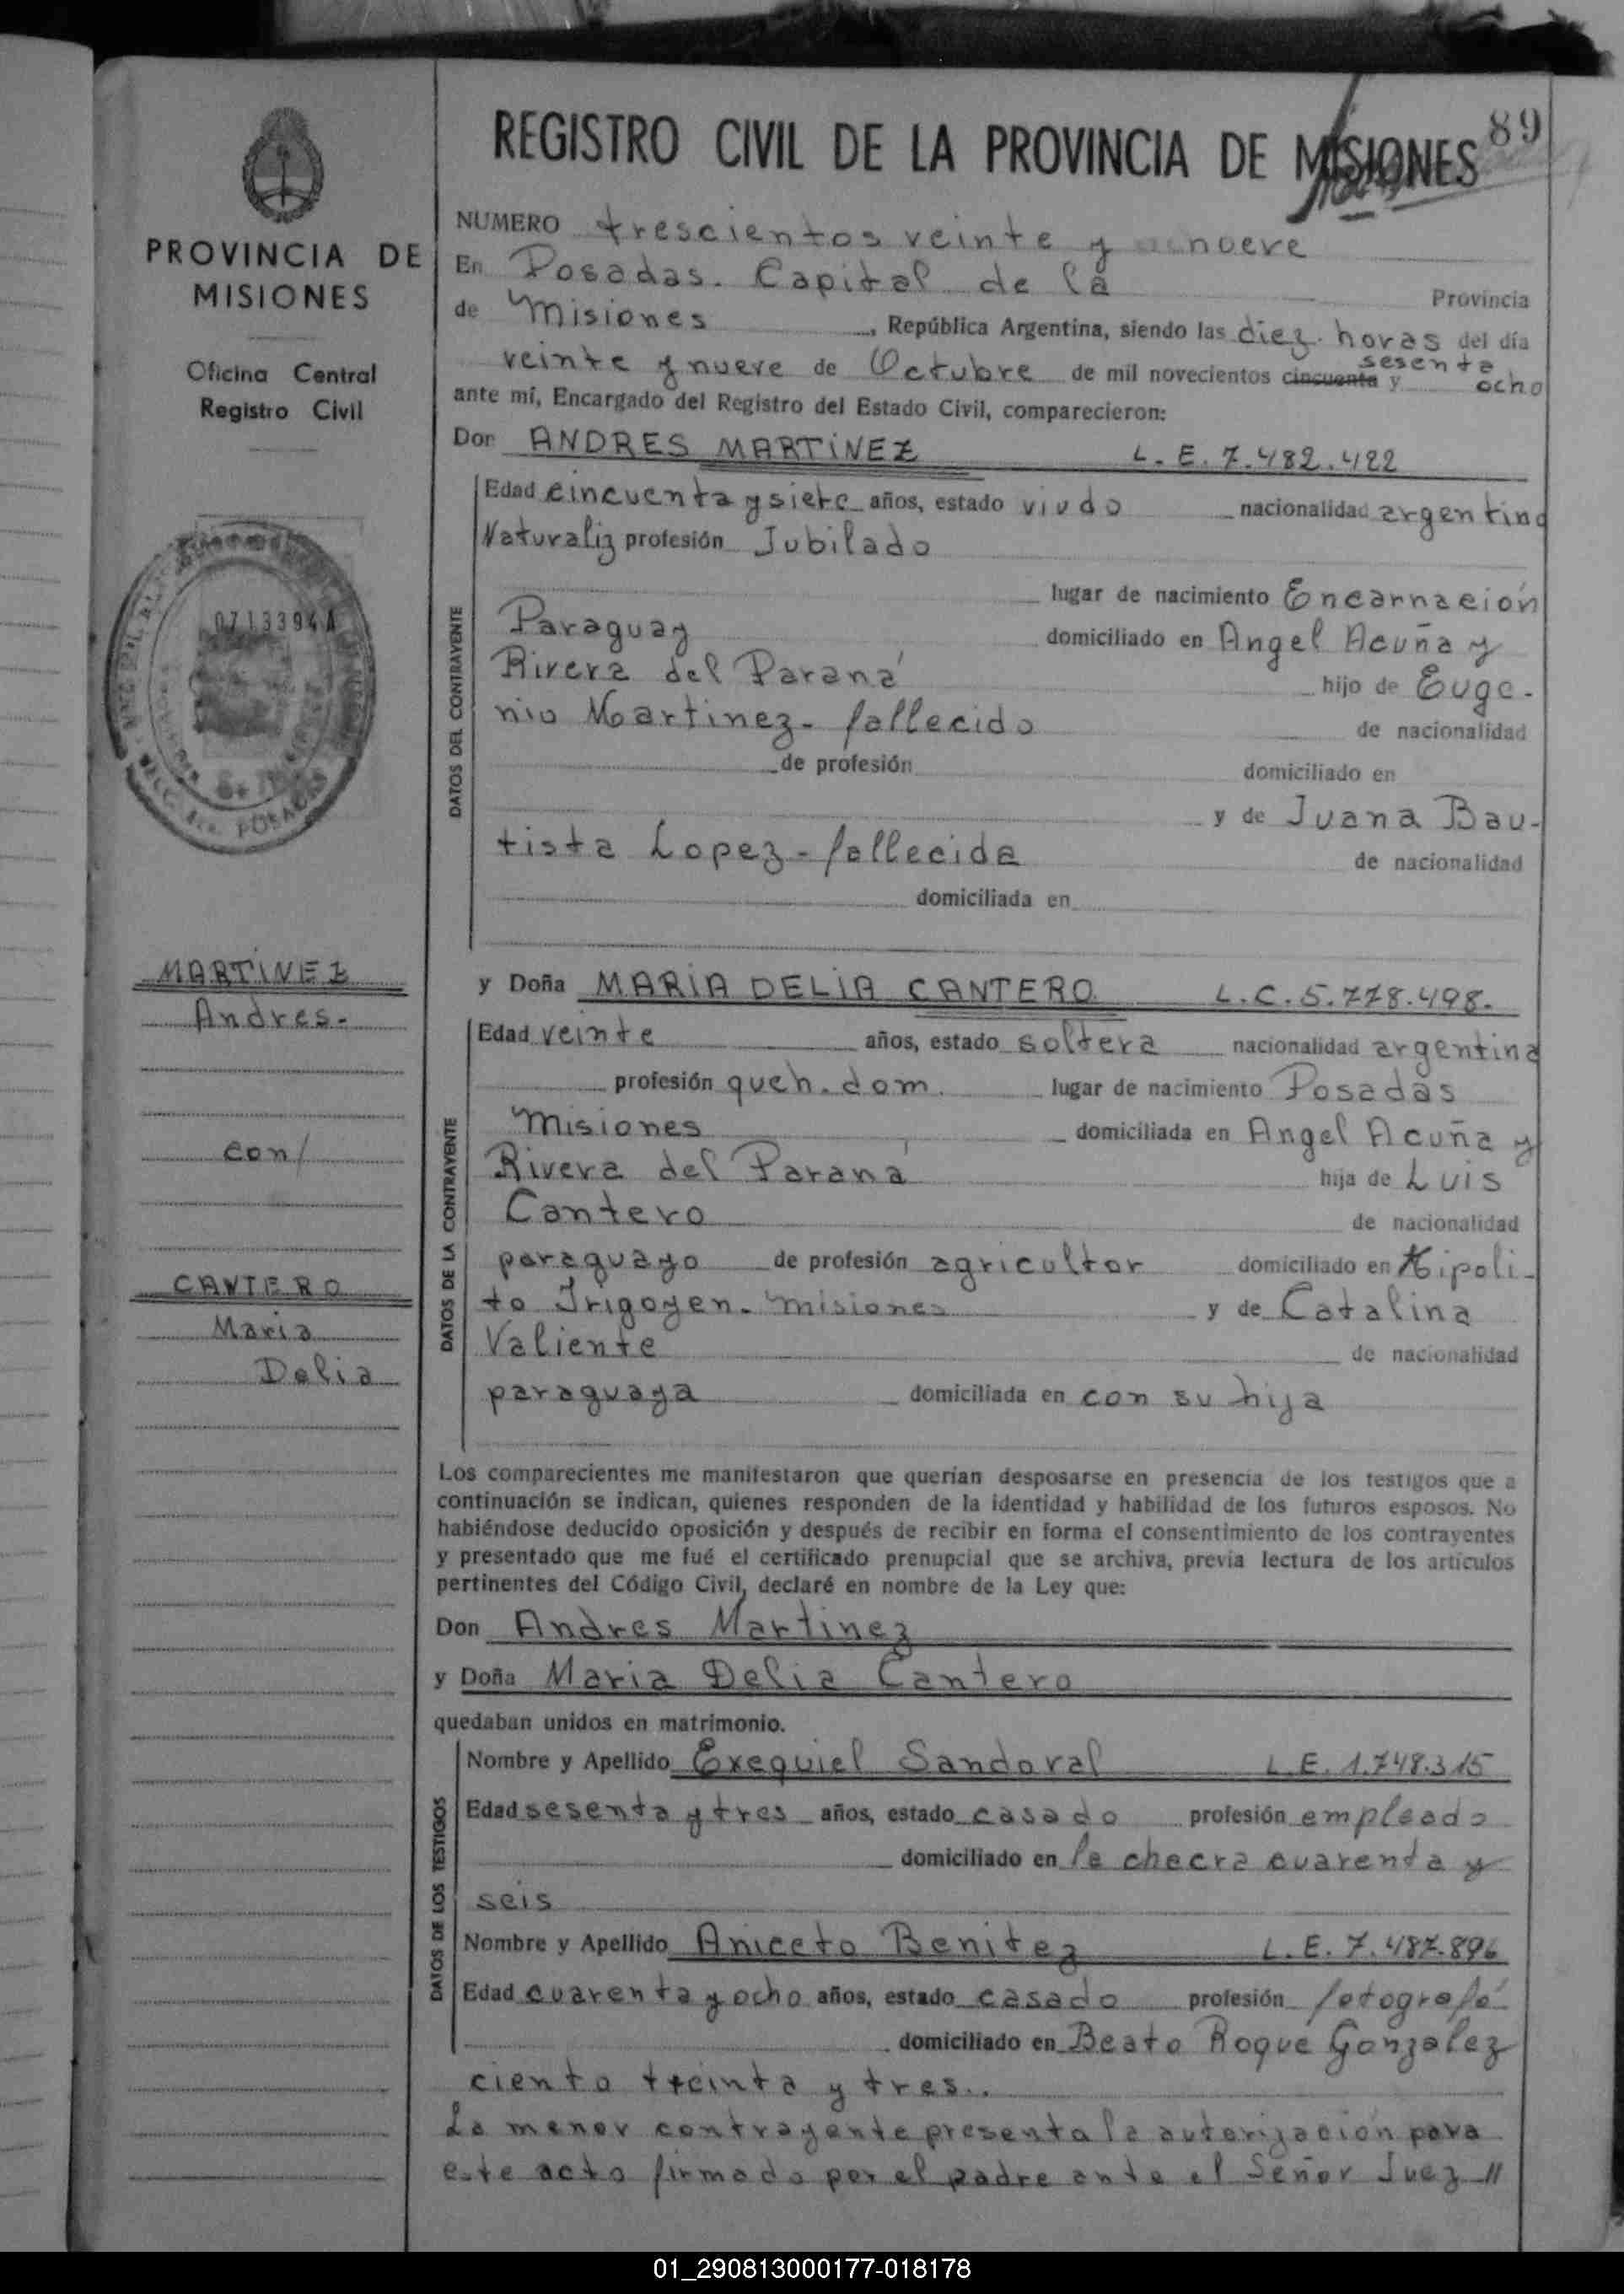 89
REGISTRO CIVIL DE LA PROVINCIA DE MISIONES
PROVINCIA DE
MISIONES
Oficina Central
Registro Civil
0713394A
POSADAS
MARTINEZ
Andres-
con/
CANTERO
Maria
Delia
NUMERO trescientos veinte y nueve
En Posadas. Capital de la Provincia
de Misiones, República Argentina, siendo las diez horas del día
veinte y nueve de Octubre de mil novecientos cincuenta y sesenta ocho
ante mí, Encargado del Registro del Estado Civil, comparecieron:
Don ANDRES MARTINEZ L. E. 7.482.422
DATOS DEL CONTRAYENTE
Edad cincuenta y siete años, estado viudo nacionalidad argentino
Naturaliz profesión Jubilado
lugar de nacimiento Encarnación
Paraguay domiciliado en Angel Acuña y
Rivera del Paraná hijo de Euge-
nio Martinez- fallecido de nacionalidad
de profesión domiciliado en
y de Juana Bau-
tista Lopez- fallecida de nacionalidad
domiciliada en
y Doña MARIA DELIA CANTERO L.C.5.778.498.
DATOS DE LA CONTRAYENTE
Edad veinte años, estado soltera nacionalidad argentina
profesión queh. dom. lugar de nacimiento Posadas
Misiones domiciliada en Angel Acuña y
Rivera del Paraná hija de Luis
Cantero de nacionalidad
paraguayo de profesión agricultor domiciliado en Hipoli-
to Irigoyen- Misiones y de Catalina
Valiente de nacionalidad
paraguaya domiciliada en con su hija
Los comparecientes me manifestaron que querían desposarse en presencia de los testigos que a
continuación se indican, quienes responden de la identidad y habilidad de los futuros esposos. No
habiéndose deducido oposición y después de recibir en forma el consentimiento de los contrayentes
y presentado que me fué el certificado prenupcial que se archiva, previa lectura de los artículos
pertinentes del Código Civil, declaré en nombre de la Ley que:
Don Andres Martinez
y Doña Maria Delia Cantero
quedaban unidos en matrimonio.
DATOS DE LOS TESTIGOS
Nombre y Apellido Exequiel Sandoval L.E. 1.748.315
Edad sesenta y tres años, estado casado profesión empleado
domiciliado en la chacra cuarenta y
seis
Nombre y Apellido Aniceto Benitez L.E. 7.487.896
Edad cuarenta y ocho años, estado casado profesión fotografo
domiciliado en Beato Roque Gonzalez
ciento treinta y tres..
La menor contrayente presenta la autorización para
este acto firmado por el padre ante el Señor Juez //
01_290813000177-018178